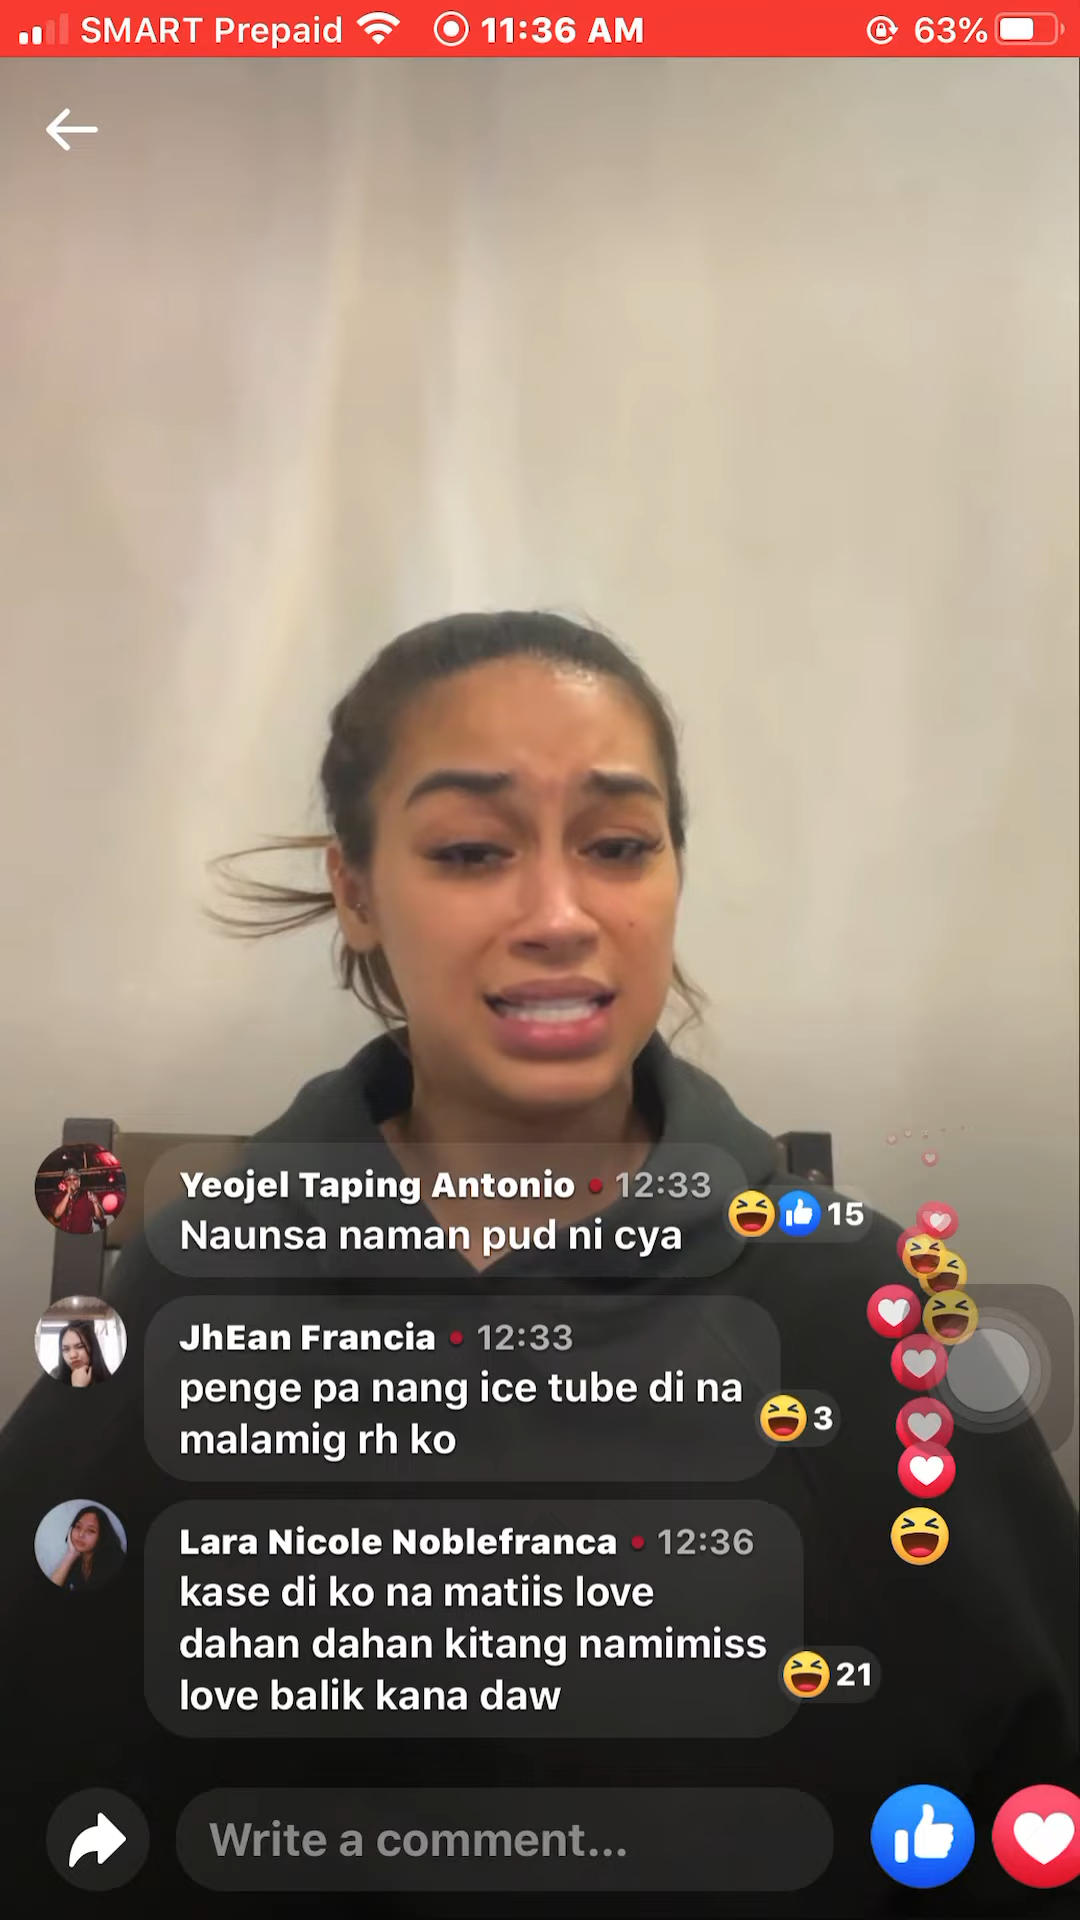 SMART Prepaid 11:36 AM 63%
Yeojel Taping Antonio • 12:33
Naunsa naman pud ni cya
15
JhEan Francia • 12:33
penge pa nang ice tube di na
malamig rh ko
3
Lara Nicole Noblefranca • 12:36
kase di ko na matiis love
dahan dahan kitang namimiss
love balik kana daw
21
Write a comment...